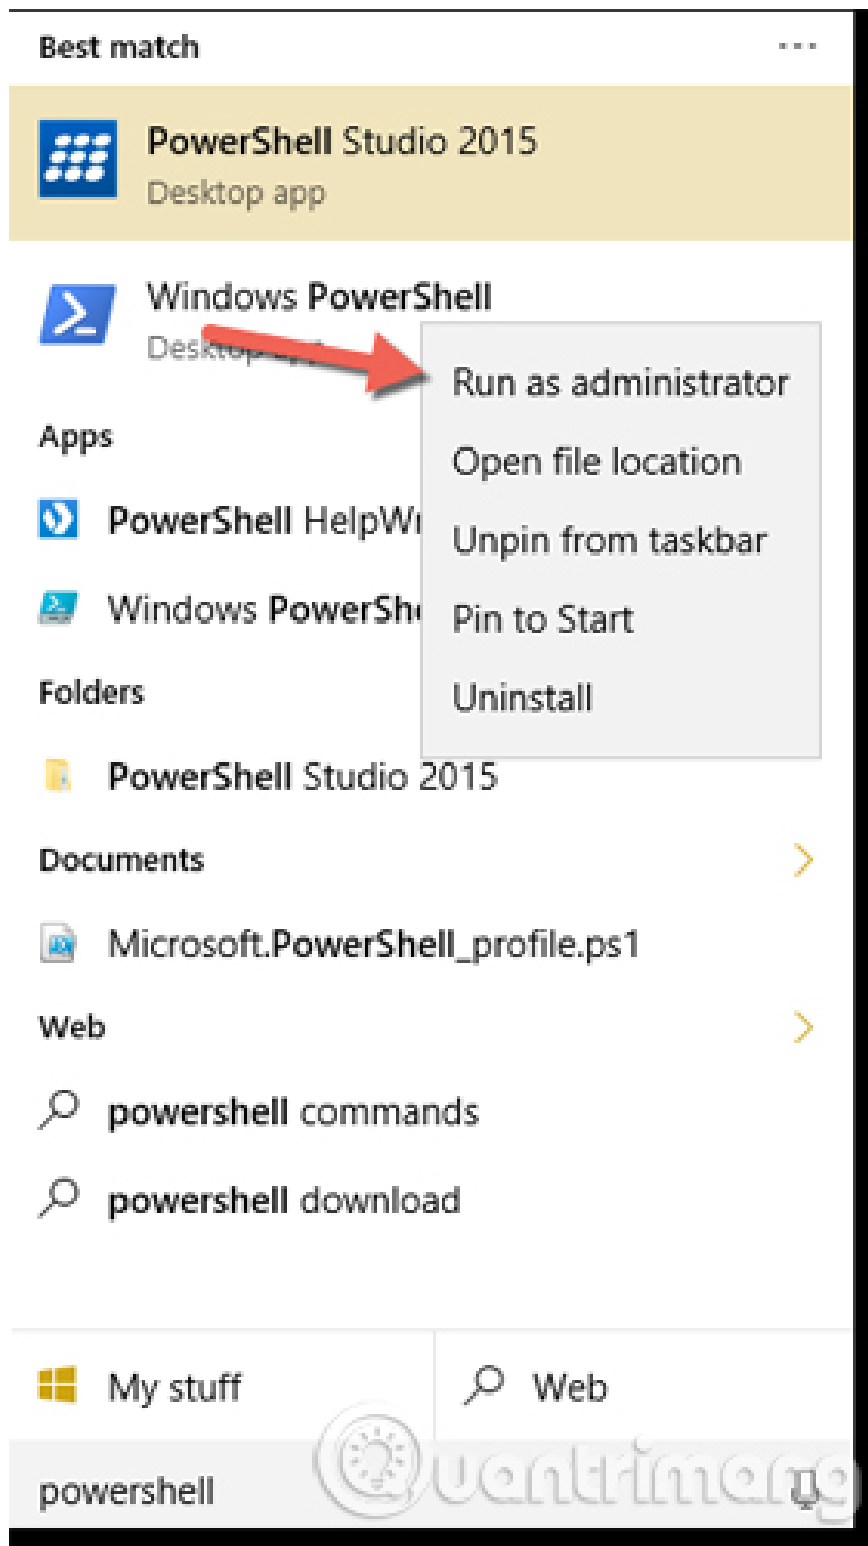 Best match
PowerShell Studio 2015
Desktop app
Windows PowerShell
Desktop app
Run as administrator
Open file location
Unpin from taskbar
Pin to Start
Uninstall
Apps
PowerShell HelpWr
Windows PowerShe
Folders
PowerShell Studio 2015
Documents
Microsoft.PowerShell_profile.ps1
Web
powershell commands
powershell download
My stuff
Web
powershell
Quantrimang